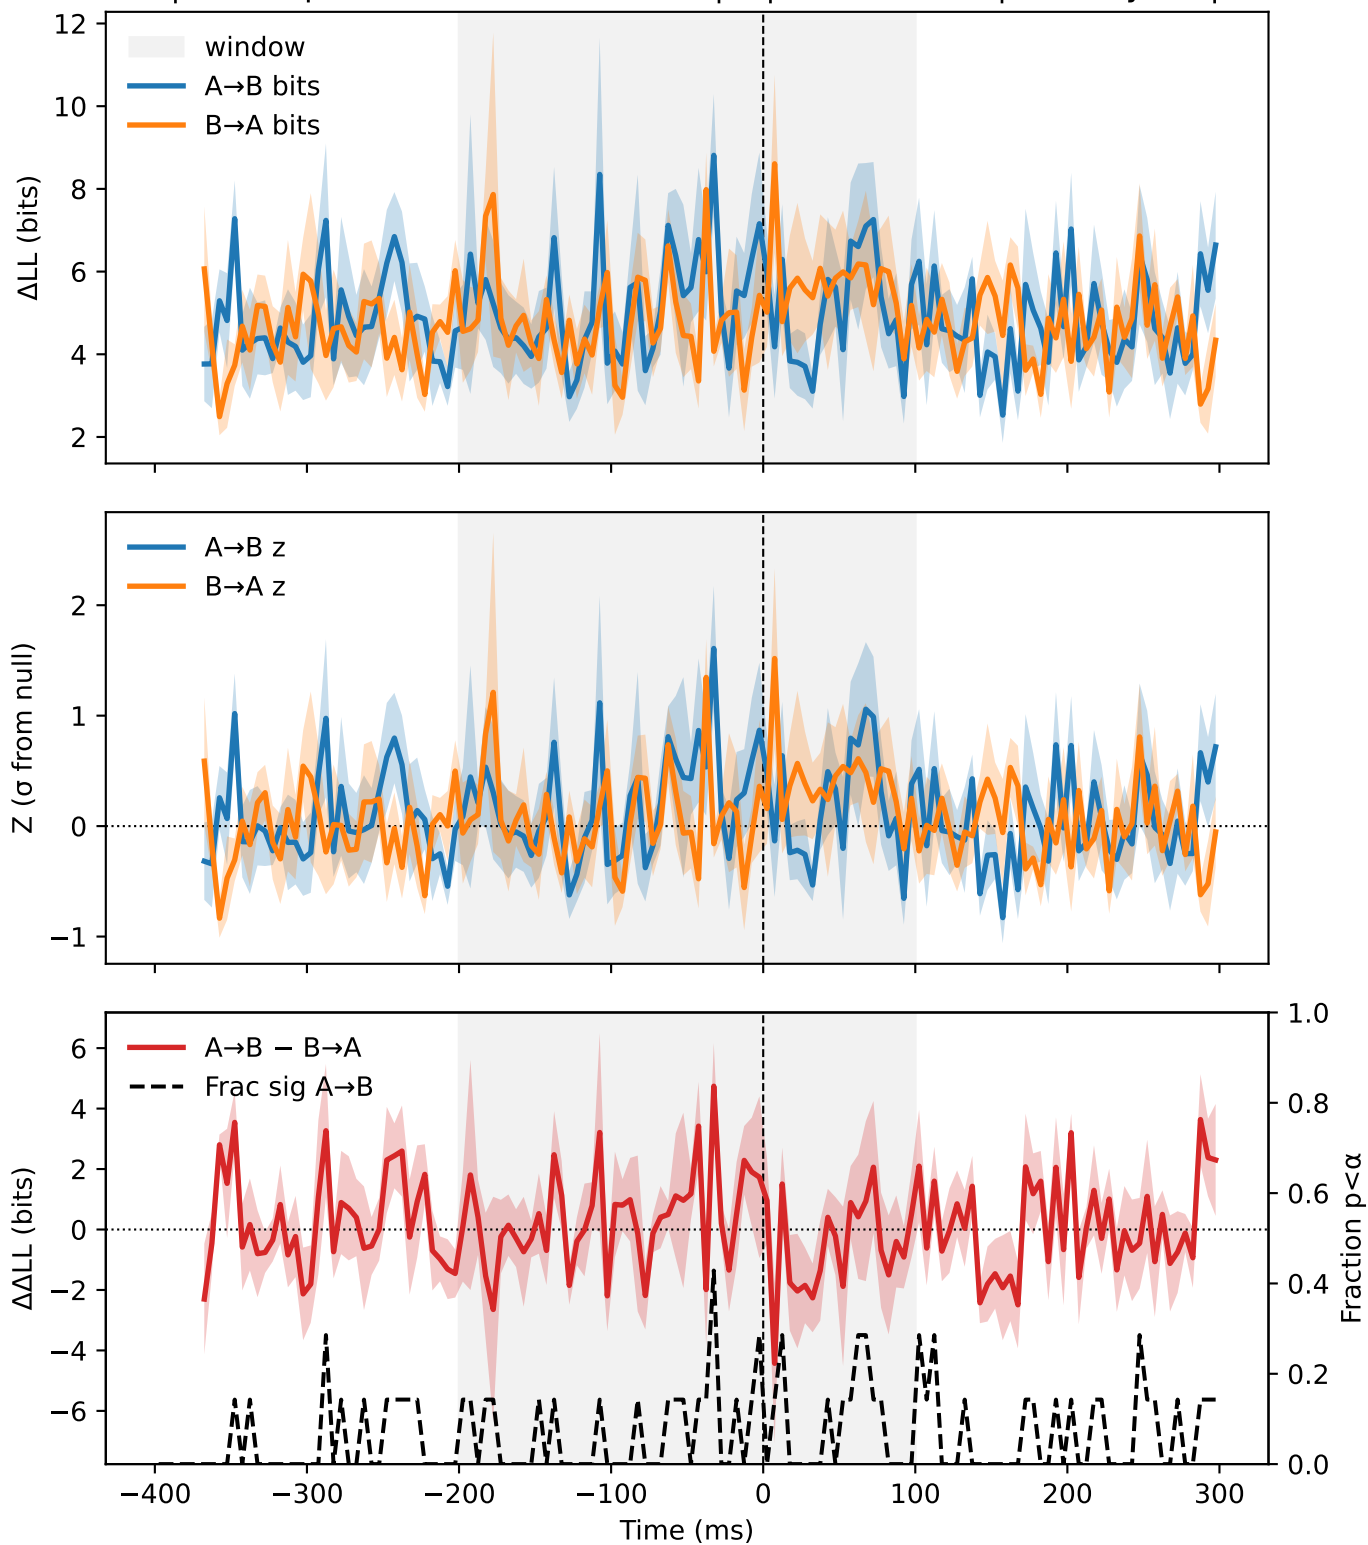 12
10
8
6
4
2
ΔLL (bits)
window
A→B bits
B→A bits
2
1
0
−1
Z (σ from null)
A→B z
B→A z
6
4
2
0
−2
−4
−6
ΔΔLL (bits)
A→B − B→A
Frac sig A→B
1.0
0.8
0.6
0.4
0.2
0.0
Fraction p<α
−400 −300 −200 −100 0 100 200 300
Time (ms)